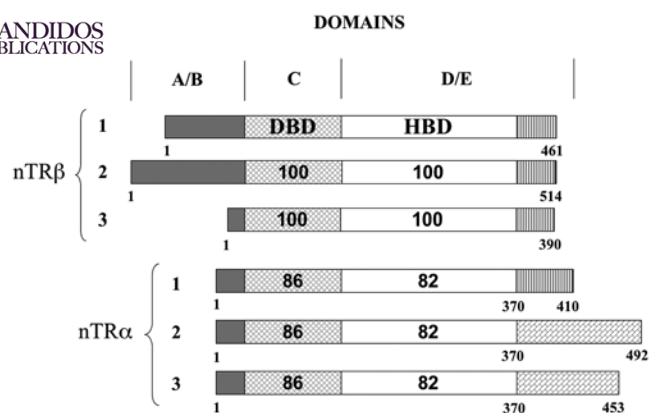 ANDIDOS
BLICATIONS
DOMAINS
A/B C D/E
nTRβ
1 DBD HBD
1 461
2 100 100
1 514
3 100 100
1 390
nTRα
1 86 82
1 370 410
2 86 82
1 370 492
3 86 82
1 370 453